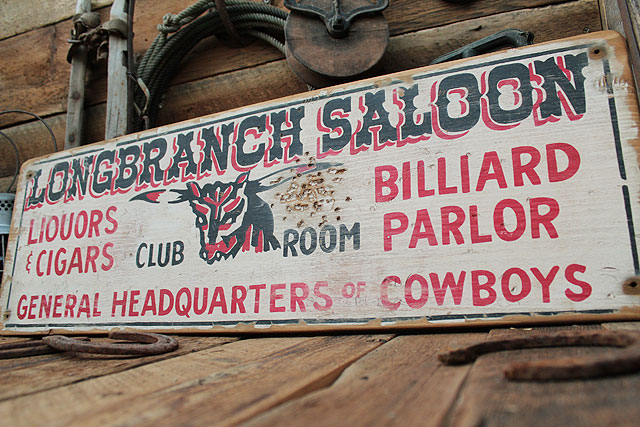 LONGBRANCH SALOON
LIQUORS
& CIGARS
CLUB ROOM
BILLIARD
PARLOR
GENERAL HEADQUARTERS OF COWBOYS